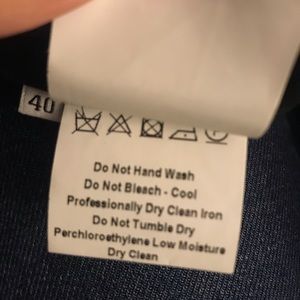 40
Do Not Hand Wash
Do Not Bleach - Cool
Professionally Dry Clean Iron
Do Not Tumble Dry
Perchloroethylene Low Moisture
Dry Clean